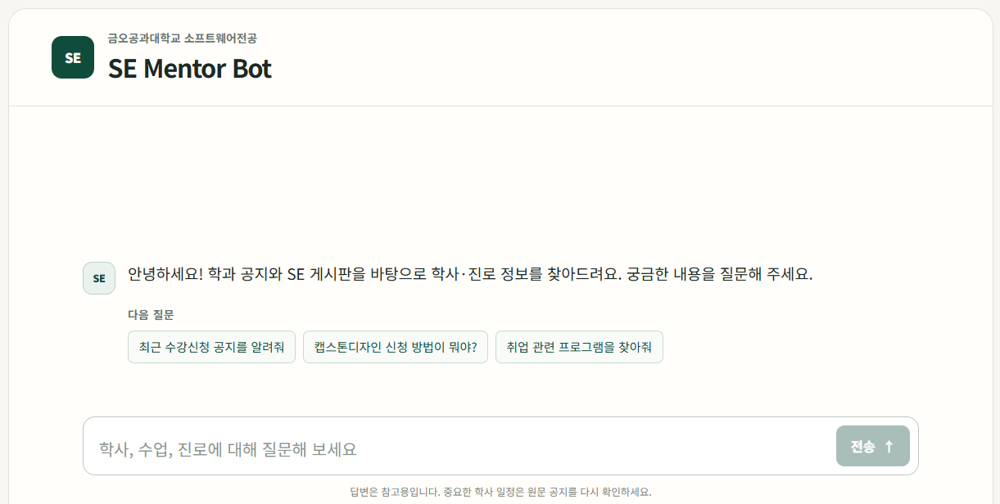 SE
금오공과대학교 소프트웨어전공
SE Mentor Bot
SE
안녕하세요! 학과 공지와 SE 게시판을 바탕으로 학사·진로 정보를 찾아드려요. 궁금한 내용을 질문해 주세요.
다음 질문
최근 수강신청 공지를 알려줘
캡스톤디자인 신청 방법이 뭐야?
취업 관련 프로그램을 찾아줘
학사, 수업, 진로에 대해 질문해 보세요
전송 ↑
답변은 참고용입니다. 중요한 학사 일정은 원문 공지를 다시 확인하세요.